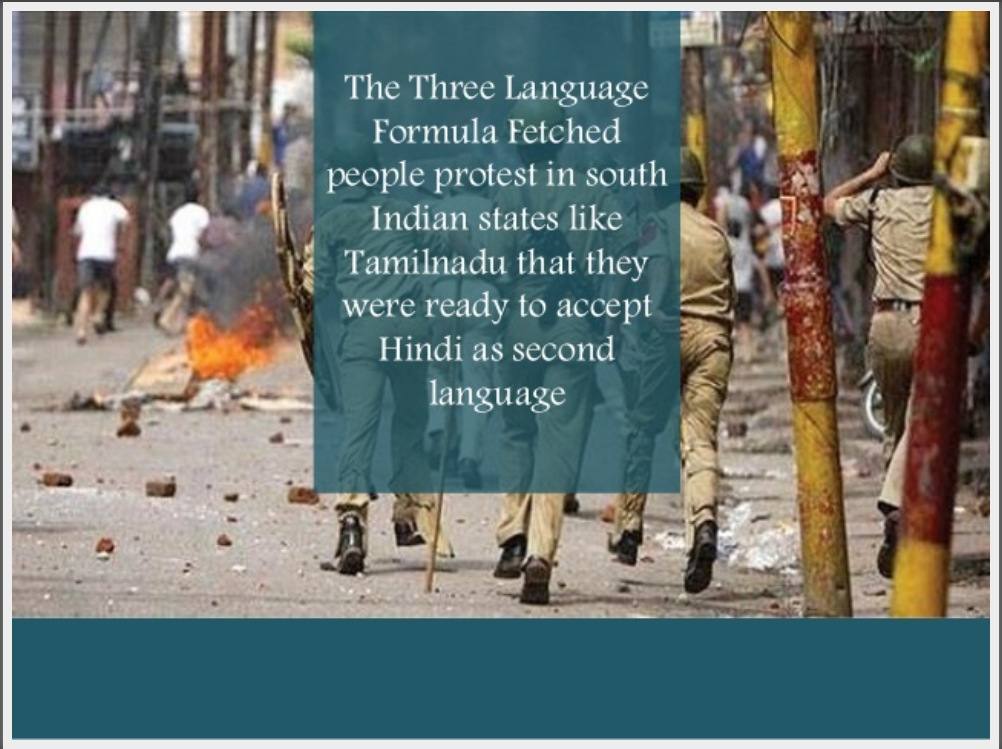 The Three Language
Formula Fetched
people protest in south
Indian states like
Tamilnadu that they
were ready to accept
Hindi as second
language